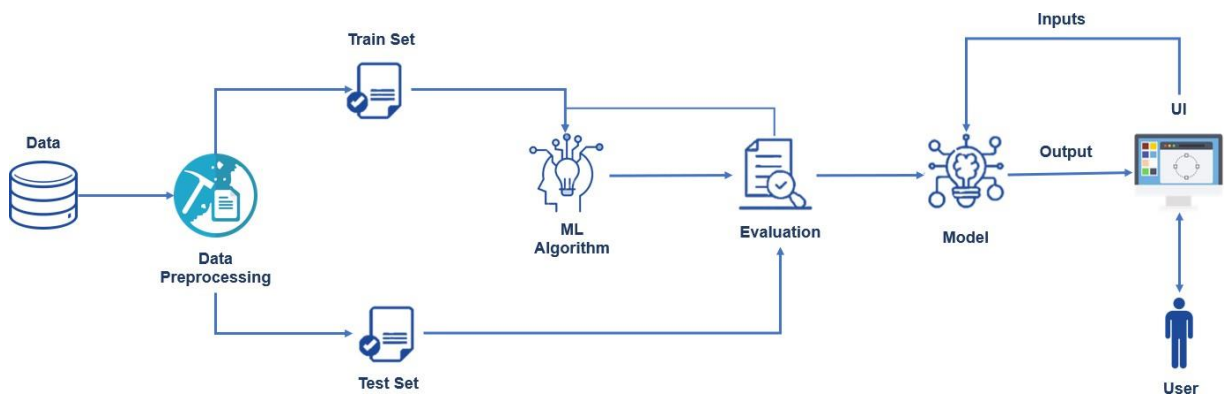 Inputs
Train Set
UI
Data
Output
ML
Algorithm
Evaluation
Model
Data
Preprocessing
Test Set
User